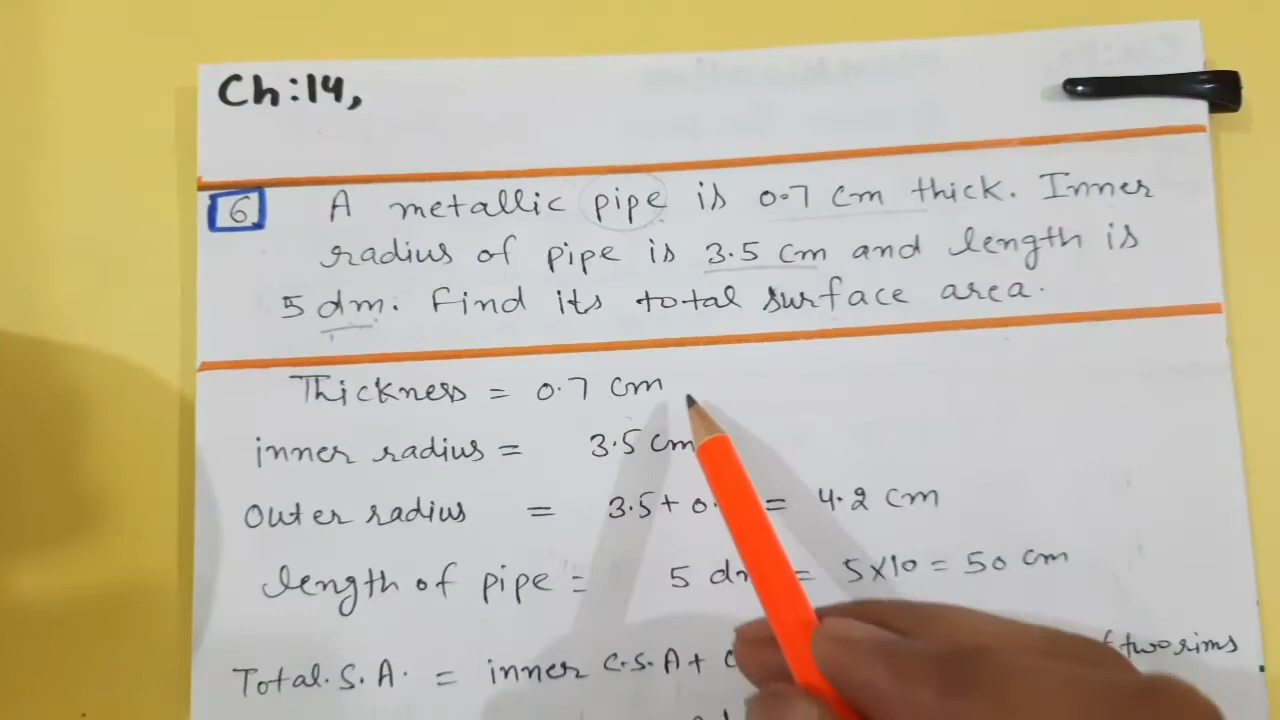 Ch:14,
6 A metallic pipe is 0.7 cm thick. Inner
radius of pipe is 3.5 cm and length is
5 dm. Find its total surface area.
Thickness = 0.7 cm
inner radius = 3.5 cm
Outer radius = 3.5 + 0. = 4.2 cm
length of pipe = 5 d = 5×10 = 50 cm
Total.S.A. = inner C.S.A + two rims